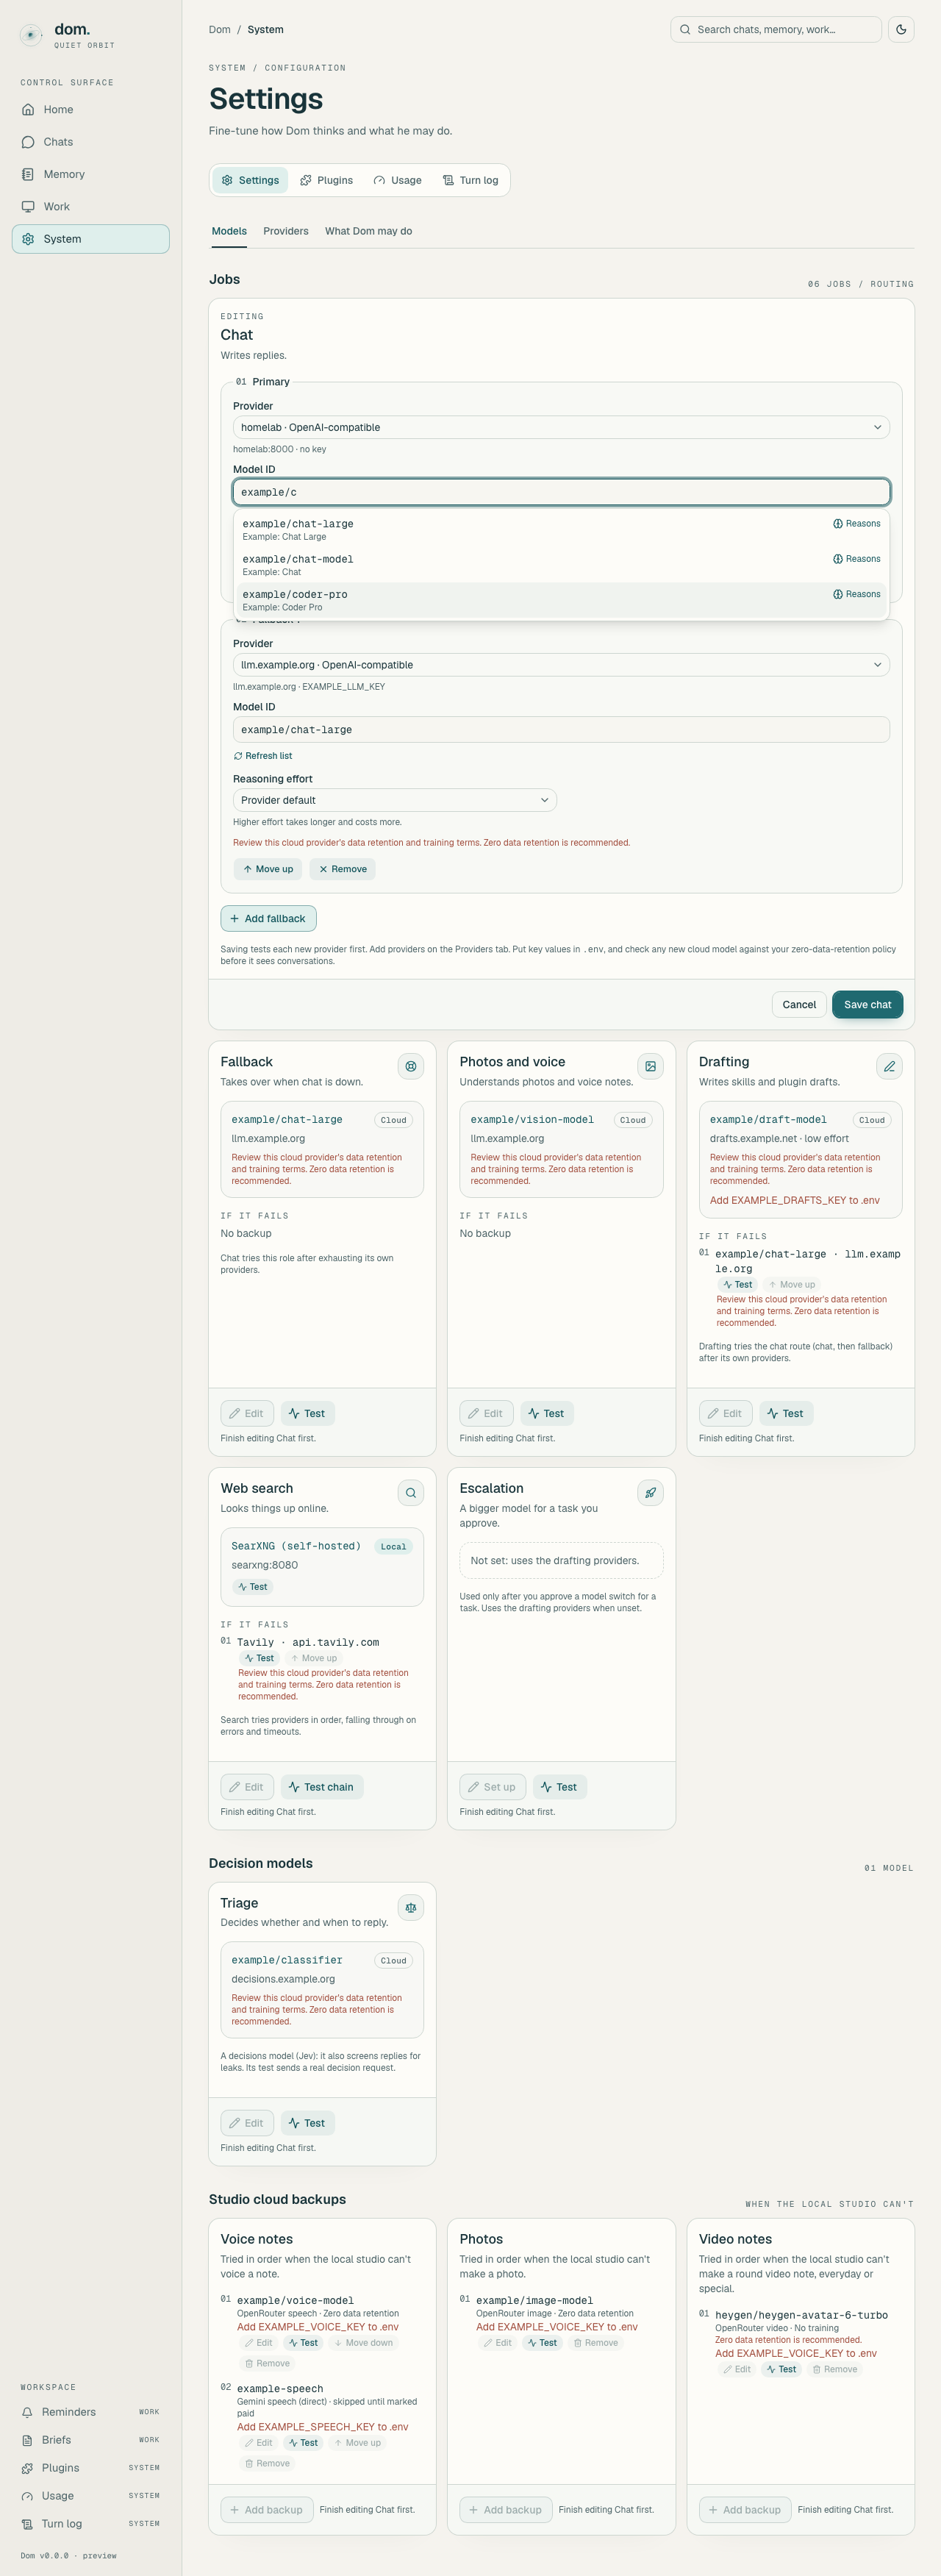 dom.
QUIET ORBIT
CONTROL SURFACE
Home
Chats
Memory
Work
System
Dom / System
Search chats, memory, work...
SYSTEM / CONFIGURATION
Settings
Fine-tune how Dom thinks and what he may do.
Settings
Plugins
Usage
Turn log
Models
Providers
What Dom may do
Jobs
06 JOBS / ROUTING
EDITING
Chat
Writes replies.
01 Primary
Provider
homelab · OpenAI-compatible
homelab:8000 · no key
Model ID
example/c
example/chat-large
Reasons
Example: Chat Large
example/chat-model
Reasons
Example: Chat
example/coder-pro
Reasons
Example: Coder Pro
Provider
llm.example.org · OpenAI-compatible
llm.example.org · EXAMPLE_LLM_KEY
Model ID
example/chat-large
Refresh list
Reasoning effort
Provider default
Higher effort takes longer and costs more.
Review this cloud provider's data retention and training terms. Zero data retention is recommended.
Move up
Remove
Add fallback
Saving tests each new provider first. Add providers on the Providers tab. Put key values in .env, and check any new cloud model against your zero-data-retention policy
before it sees conversations.
Cancel
Save chat
Fallback
Takes over when chat is down.
example/chat-large
Cloud
llm.example.org
Review this cloud provider's data retention
and training terms. Zero data retention is
recommended.
IF IT FAILS
No backup
Chat tries this role after exhausting its own
providers.
Edit
Test
Finish editing Chat first.
Photos and voice
Understands photos and voice notes.
example/vision-model
Cloud
llm.example.org
Review this cloud provider's data retention
and training terms. Zero data retention is
recommended.
IF IT FAILS
No backup
Edit
Test
Finish editing Chat first.
Drafting
Writes skills and plugin drafts.
example/draft-model
Cloud
drafts.example.net · low effort
Review this cloud provider's data retention
and training terms. Zero data retention is
recommended.
Add EXAMPLE_DRAFTS_KEY to .env
IF IT FAILS
01 example/chat-large · llm.examp
le.org
Test
Move up
Review this cloud provider's data retention
and training terms. Zero data retention is
recommended.
Drafting tries the chat route (chat, then fallback)
after its own providers.
Edit
Test
Finish editing Chat first.
Web search
Looks things up online.
SearXNG (self-hosted)
Local
searxng:8080
Test
IF IT FAILS
01 Tavily · api.tavily.com
Test
Move up
Review this cloud provider's data retention
and training terms. Zero data retention is
recommended.
Search tries providers in order, falling through on
errors and timeouts.
Edit
Test chain
Finish editing Chat first.
Escalation
A bigger model for a task you
approve.
Not set: uses the drafting providers.
Used only after you approve a model switch for a
task. Uses the drafting providers when unset.
Set up
Test
Finish editing Chat first.
Decision models
01 MODEL
Triage
Decides whether and when to reply.
example/classifier
Cloud
decisions.example.org
Review this cloud provider's data retention
and training terms. Zero data retention is
recommended.
A decisions model (Jev): it also screens replies for
leaks. Its test sends a real decision request.
Edit
Test
Finish editing Chat first.
Studio cloud backups
WHEN THE LOCAL STUDIO CAN'T
Voice notes
Tried in order when the local studio can't
voice a note.
01 example/voice-model
OpenRouter speech · Zero data retention
Add EXAMPLE_VOICE_KEY to .env
Edit
Test
Move down
Remove
02 example-speech
Gemini speech (direct) · skipped until marked
paid
Add EXAMPLE_SPEECH_KEY to .env
Edit
Test
Move up
Remove
Add backup
Finish editing Chat first.
Photos
Tried in order when the local studio can't
make a photo.
01 example/image-model
OpenRouter image · Zero data retention
Add EXAMPLE_VOICE_KEY to .env
Edit
Test
Remove
Add backup
Finish editing Chat first.
Video notes
Tried in order when the local studio can't
make a round video note, everyday or
special.
01 heygen/heygen-avatar-6-turbo
OpenRouter video · No training
Zero data retention is recommended.
Add EXAMPLE_VOICE_KEY to .env
Edit
Test
Remove
Add backup
Finish editing Chat first.
WORKSPACE
Reminders WORK
Briefs WORK
Plugins SYSTEM
Usage SYSTEM
Turn log SYSTEM
Dom v0.0.0 · preview